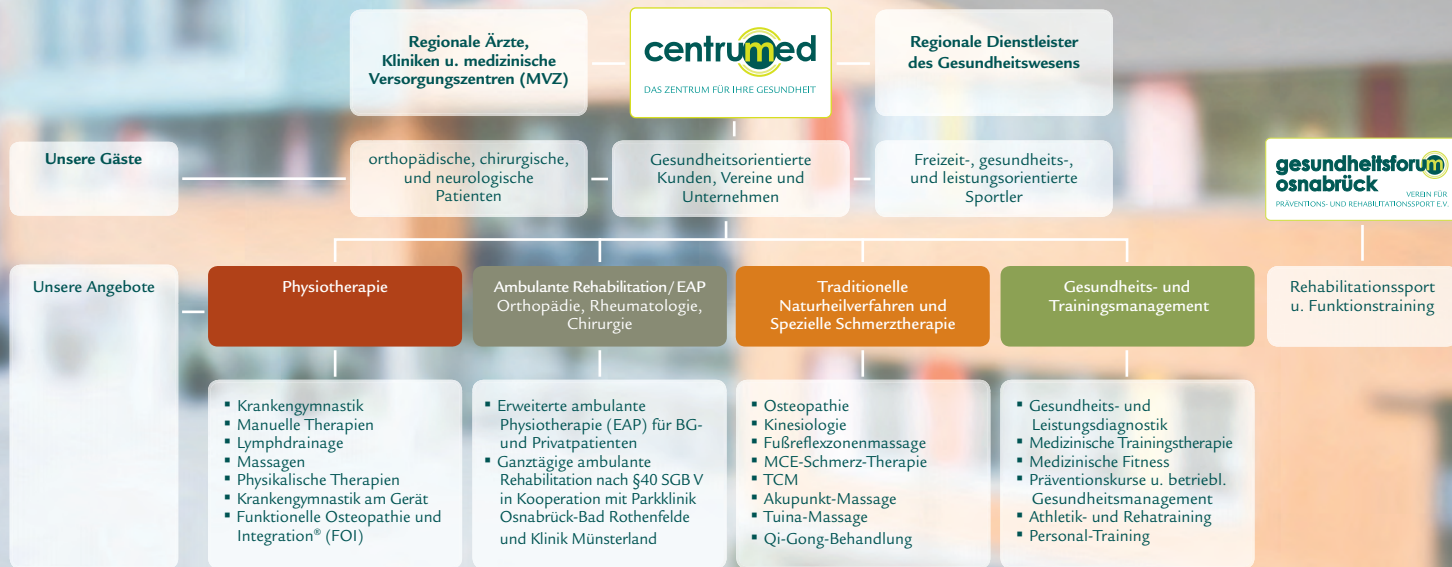 Regionale Ärzte,
Kliniken u. medizinische
Versorgungszentren (MVZ)
centrumed
DAS ZENTRUM FÜR IHRE GESUNDHEIT
Regionale Dienstleister
des Gesundheitswesens
Unsere Gäste
orthopädische, chirurgische,
und neurologische
Patienten
Gesundheitsorientierte
Kunden, Vereine und
Unternehmen
Freizeit-, gesundheits-,
und leistungsorientierte
Sportler
gesundheitsforum
osnabrück
VEREIN FÜR
PRÄVENTIONS- UND REHABILITATIONSSPORT E.V.
Unsere Angebote
Physiotherapie
Ambulante Rehabilitation/EAP
Orthopädie, Rheumatologie,
Chirurgie
Traditionelle
Naturheilverfahren und
Spezielle Schmerztherapie
Gesundheits- und
Trainingsmanagement
Rehabilitationssport
u. Funktionstraining
▪ Krankengymnastik
▪ Manuelle Therapien
▪ Lymphdrainage
▪ Massagen
▪ Physikalische Therapien
▪ Krankengymnastik am Gerät
▪ Funktionelle Osteopathie und
Integration® (FOI)
▪ Erweiterte ambulante
Physiotherapie (EAP) für BG-
und Privatpatienten
▪ Ganztägige ambulante
Rehabilitation nach §40 SGB V
in Kooperation mit Parkklinik
Osnabrück-Bad Rothenfelde
und Klinik Münsterland
▪ Osteopathie
▪ Kinesiologie
▪ Fußreflexzonenmassage
▪ MCE-Schmerz-Therapie
▪ TCM
▪ Akupunkt-Massage
▪ Tuina-Massage
▪ Qi-Gong-Behandlung
▪ Gesundheits- und
Leistungsdiagnostik
▪ Medizinische Trainingstherapie
▪ Medizinische Fitness
▪ Präventionskurse u. betriebl.
Gesundheitsmanagement
▪ Athletik- und Rehatraining
▪ Personal-Training